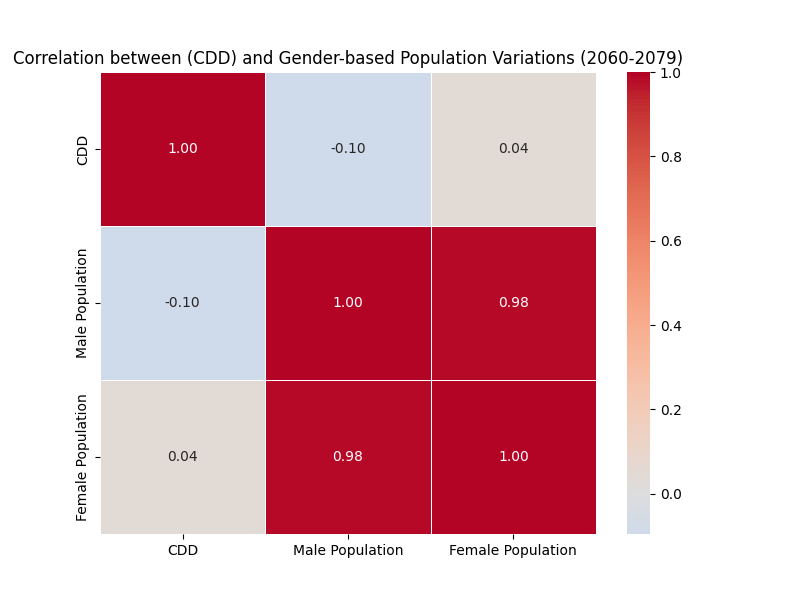 Correlation between (CDD) and Gender-based Population Variations (2060-2079)
CDD
1.00
-0.10
0.04
Male Population
-0.10
1.00
0.98
Female Population
0.04
0.98
1.00
CDD
Male Population
Female Population
1.0
0.8
0.6
0.4
0.2
0.0